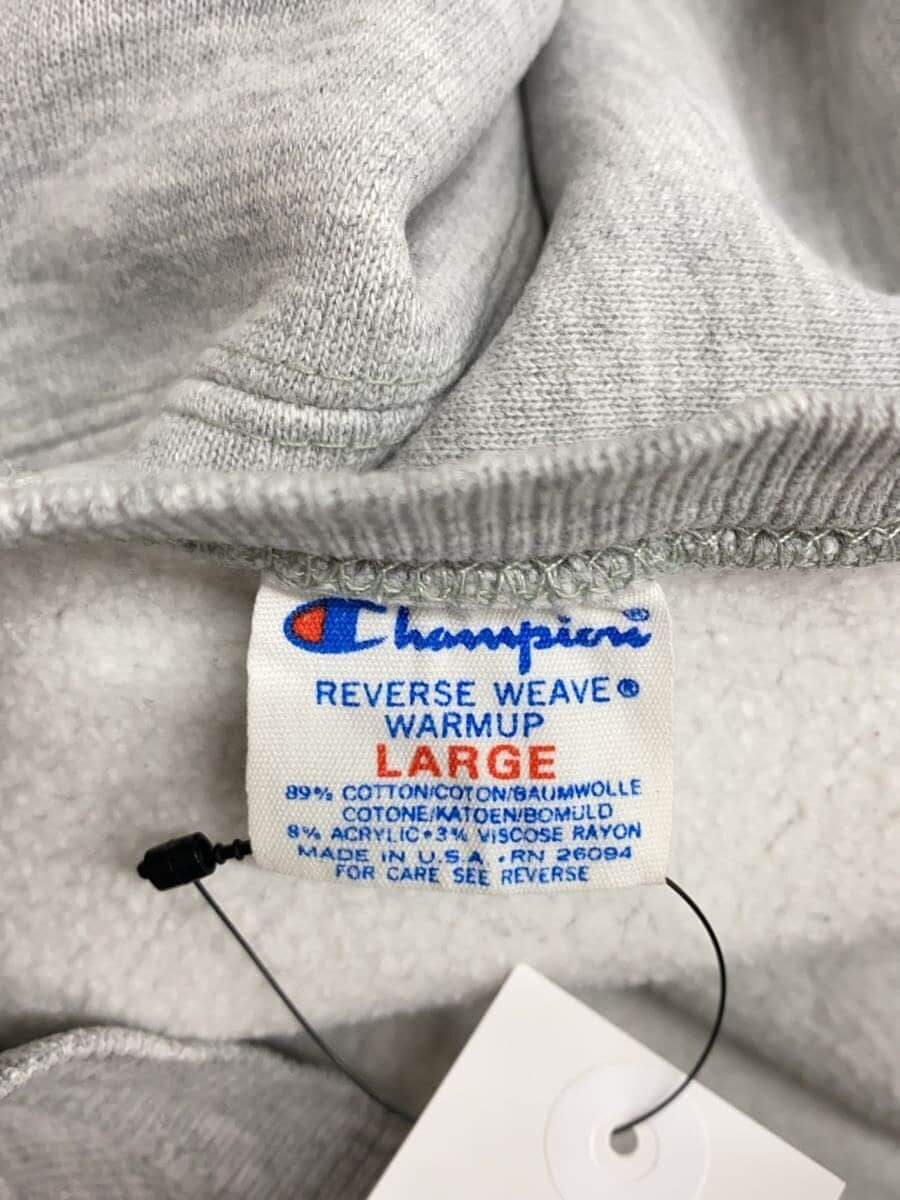 Champion®
REVERSE WEAVE®
WARMUP
LARGE
89% COTTON/COTON/BAUMWOLLE
COTONE/KATOEN/BOMULD
8% ACRYLIC•3% VISCOSE RAYON
MADE IN U.S.A. • RN 26094
FOR CARE SEE REVERSE